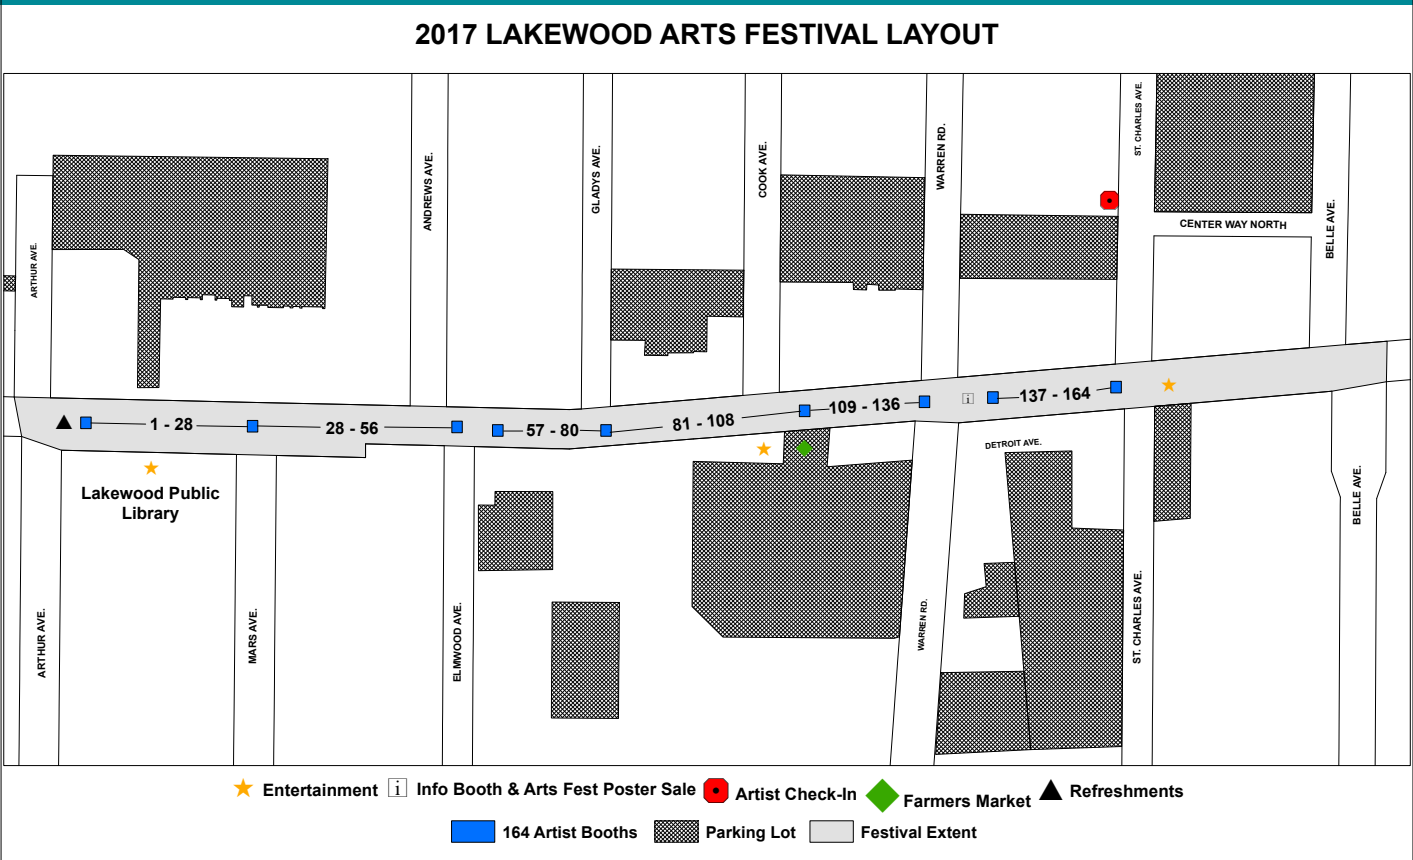 2017 LAKEWOOD ARTS FESTIVAL LAYOUT
ST. CHARLES AVE.
WARREN RD.
COOK AVE.
GLADYS AVE.
ANDREWS AVE.
ARTHUR AVE.
CENTER WAY NORTH
BELLE AVE.
1 - 28
28 - 56
57 - 80
81 - 108
109 - 136
i
137 - 164
DETROIT AVE.
Lakewood Public
Library
BELLE AVE.
ARTHUR AVE.
MARS AVE.
ELMWOOD AVE.
WARREN RD.
ST. CHARLES AVE.
Entertainment
i
Info Booth & Arts Fest Poster Sale
Artist Check-In
Farmers Market
Refreshments
164 Artist Booths
Parking Lot
Festival Extent